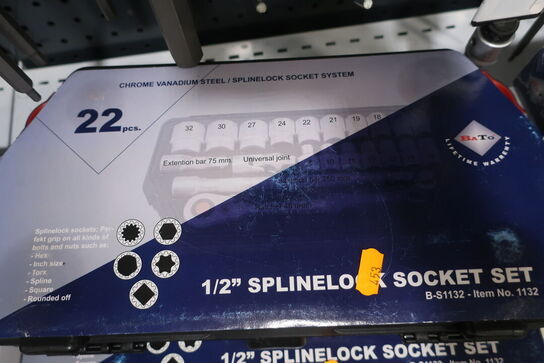 CHROME VANADIUM STEEL / SPLINELOCK SOCKET SYSTEM
22 pcs.
32 30 27 24 22 21 19 18
Extention bar 75 mm Universal joint
BATO
LIFETIME WARRENTY
Splinelock sockets; Per-
fekt grip on all kinds of
bolts and nuts such as:
- Hex
- Inch size
- Torx
- Spline
- Square
- Rounded off
453
1/2” SPLINELOCK SOCKET SET
B-S1132 - Item No. 1132
1/2” SPLINELOCK SOCKET SET